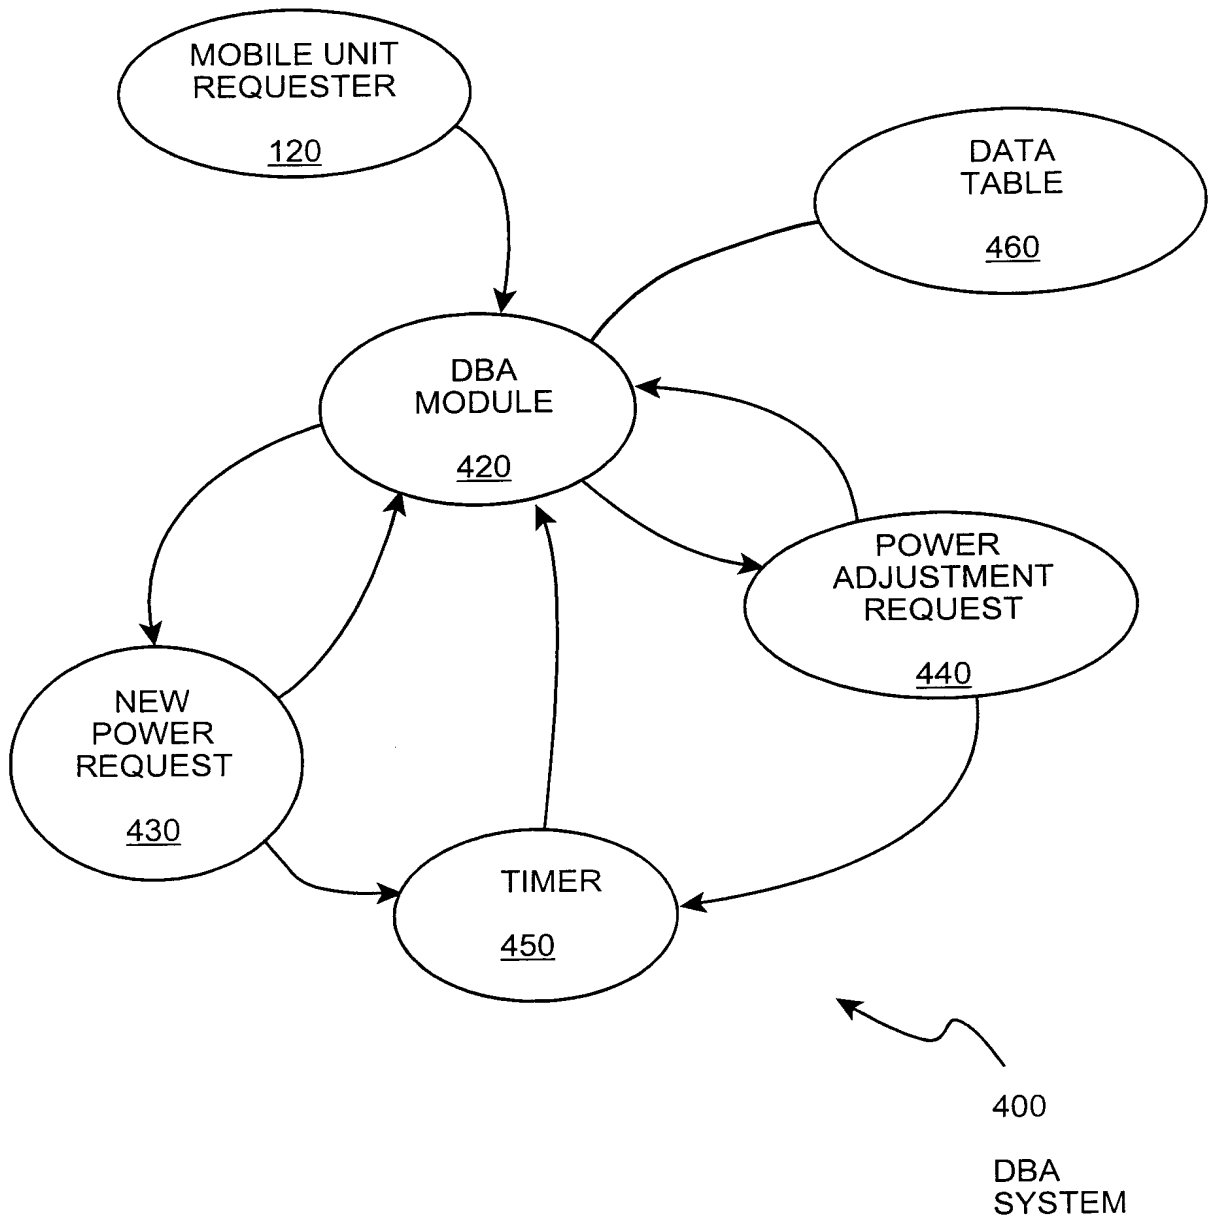 MOBILE UNIT
REQUESTER
120
DATA
TABLE
460
DBA
MODULE
420
POWER
ADJUSTMENT
REQUEST
440
NEW
POWER
REQUEST
430
TIMER
450
400
DBA
SYSTEM